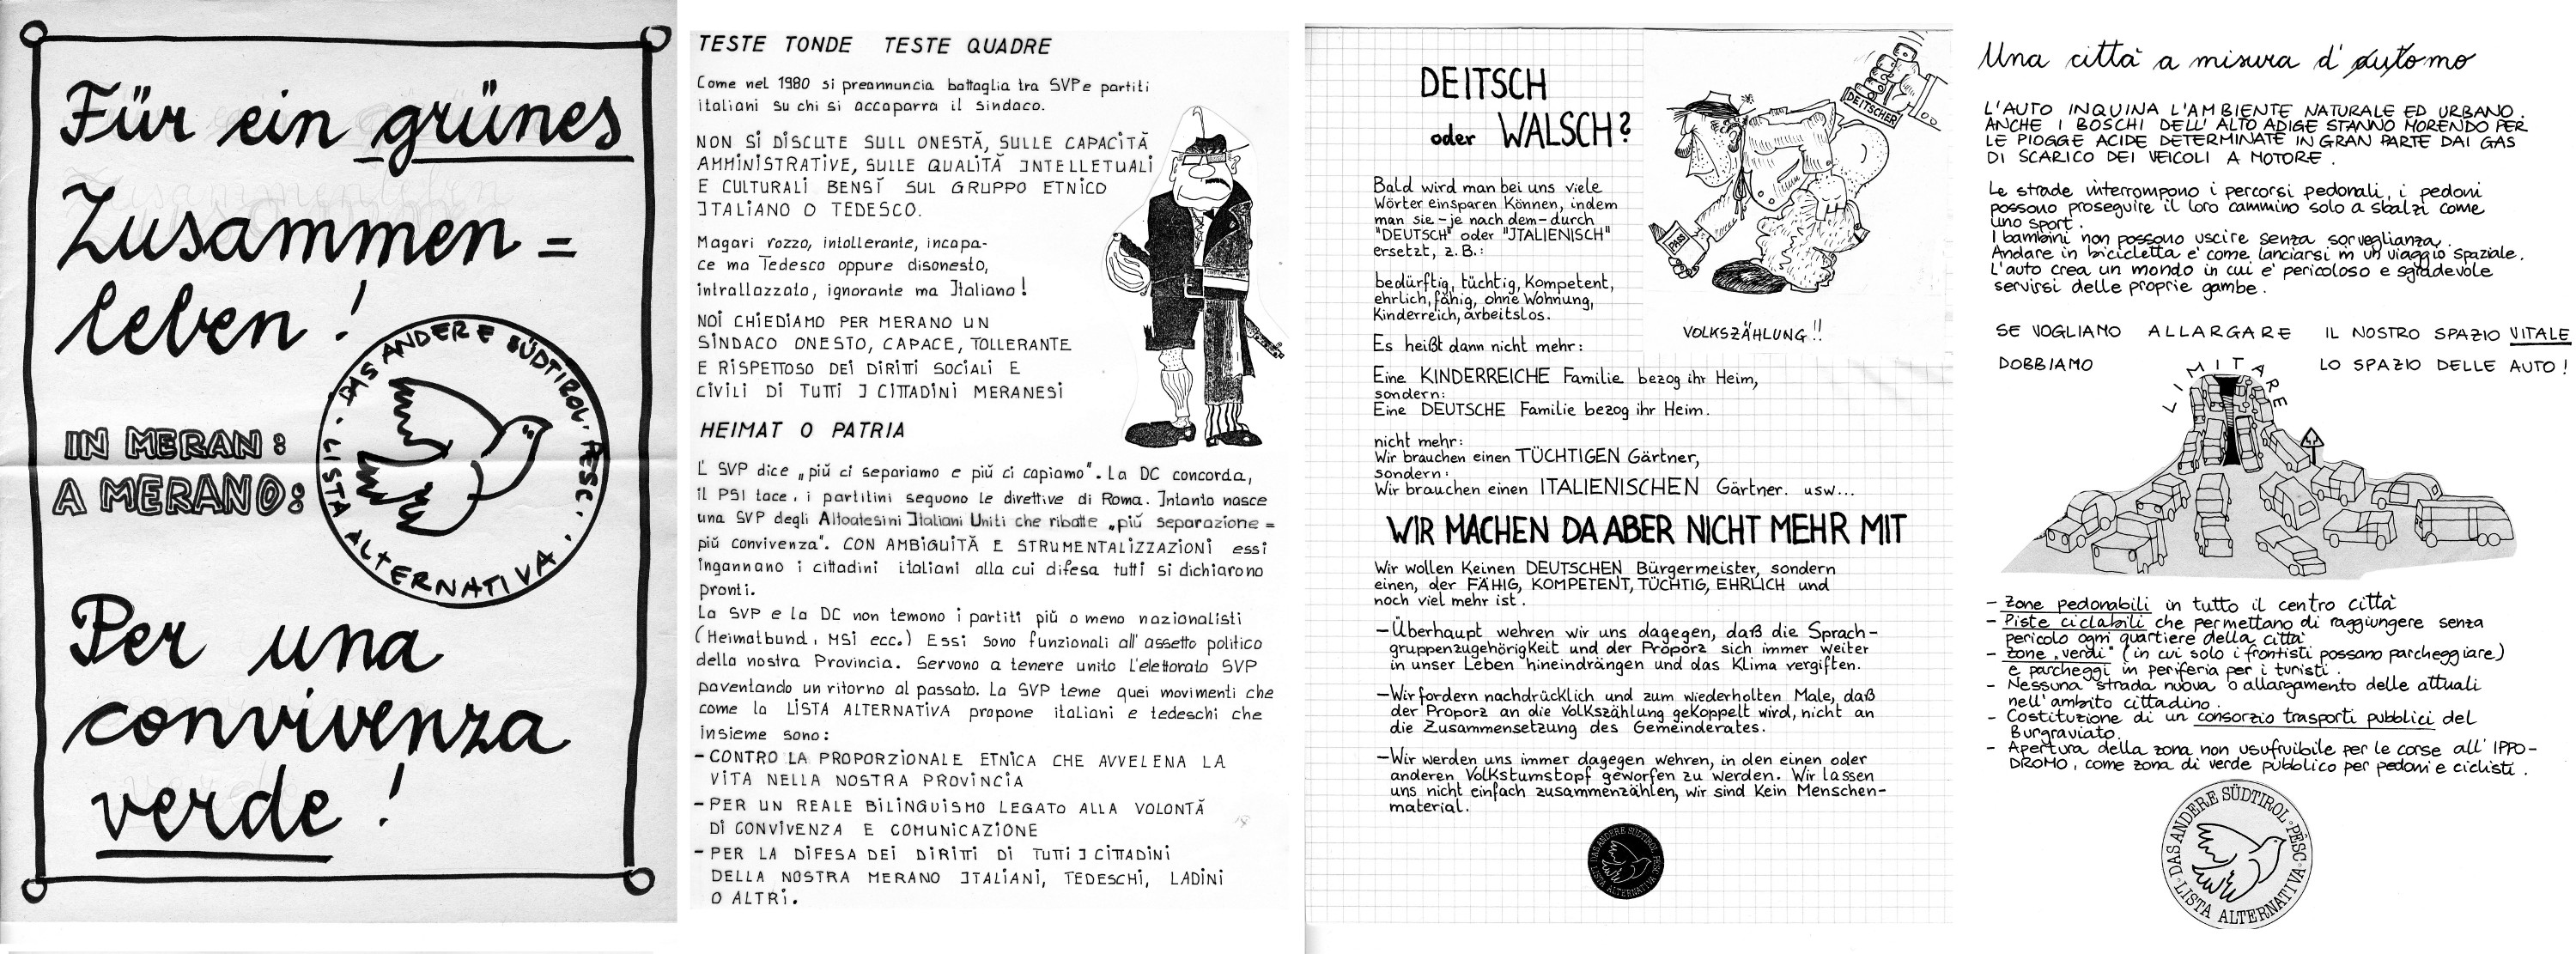 Für ein grünes
Zusammen=
leben!
DAS ANDERE SÜDTIROL · PËSC ·
· LISTA ALTERNATIVA ·
IN MERAN:
A MERANO:
Per una
convivenza
verde!
TESTE TONDE TESTE QUADRE
Come nel 1980 si preannuncia battaglia tra SVP e partiti
italiani su chi si accaparra il sindaco.
NON SI DISCUTE SULL ONESTĂ, SULLE CAPACITĂ
AMMINISTRATIVE, SULLE QUALITĂ INTELLETUALI
E CULTURALI BENSÍ SUL GRUPPO ETNICO
ITALIANO O TEDESCO.
Magari rozzo, intollerante, incapa-
ce ma Tedesco oppure disonesto,
intrallazzato, ignorante ma Italiano!
NOI CHIEDIAMO PER MERANO UN
SINDACO ONESTO, CAPACE, TOLLERANTE
E RISPETTOSO DEI DIRITTI SOCIALI E
CIVILI DI TUTTI I CITTADINI MERANESI
HEIMAT O PATRIA
L' SVP dice „piŭ ci separiamo e piŭ ci capiamo". La DC concorda,
il PSI tace, i partitini seguono le direttive di Roma. Intanto nasce
una SVP degli Altoatesini Italiani Uniti che ribatte „piŭ separazione =
piŭ convivenza". CON AMBIGUITĂ E STRUMENTALIZZAZIONI essi
ingannano i cittadini italiani alla cui difesa tutti si dichiarono
pronti.
La SVP e la DC non temono i partiti piŭ o meno nazionalisti
(Heimatbund, MSI ecc.) Essi sono funzionali all' assetto politico
della nostra Provincia. Servono a tenere unito l'elettorato SVP
paventando un ritorno al passato. La SVP teme quei movimenti che
come la LISTA ALTERNATIVA propone italiani e tedeschi che
insieme sono:
- CONTRO LA PROPORZIONALE ETNICA CHE AVVELENA LA
VITA NELLA NOSTRA PROVINCIA
- PER UN REALE BILINGUISMO LEGATO ALLA VOLONTĂ
DI CONVIVENZA E COMUNICAZIONE
- PER LA DIFESA DEI DIRITTI DI TUTTI I CITTADINI
DELLA NOSTRA MERANO ITALIANI, TEDESCHI, LADINI
O ALTRI.
DEITSCH
oder WALSCH?
DEITSCHER
PASS
VOLKSZÄHLUNG!!
Bald wird man bei uns viele
Wörter einsparen Können, indem
man sie – je nach dem – durch
"DEUTSCH" oder "ITALIENISCH"
ersetzt, z.B.:
bedürftig, tüchtig, Kompetent,
ehrlich, fähig, ohne Wohnung,
Kinderreich, arbeitslos.
Es heißt dann nicht mehr:
Eine KINDERREICHE Familie bezog ihr Heim,
sondern:
Eine DEUTSCHE Familie bezog ihr Heim.
nicht mehr:
Wir brauchen einen TÜCHTIGEN Gärtner,
sondern:
Wir brauchen einen ITALIENISCHEN Gärtner. usw...
WIR MACHEN DA ABER NICHT MEHR MIT
Wir wollen Keinen DEUTSCHEN Bürgermeister, sondern
einen, der FÄHIG, KOMPETENT, TÜCHTIG, EHRLICH und
noch viel mehr ist.
– Überhaupt wehren wir uns dagegen, daß die Sprach-
gruppenzugehörigKeit und der Proporz sich immer weiter
in unser Leben hineindrängen und das Klima vergiften.
– Wir fordern nachdrücklich und zum wiederholten Male, daß
der Proporz an die VolKszählung geKoppelt wird, nicht an
die Zusammensetzung des Gemeinderates.
– Wir werden uns immer dagegen wehren, in den einen oder
anderen VolKstumstopf geworfen zu werden. Wir lassen
uns nicht einfach zusammenzählen, wir sind Kein Menschen-
material.
DAS ANDERE SÜDTIROL PËSC
LISTA ALTERNATIVA
Una città a misura d' automo
L'AUTO INQUINA L'AMBIENTE NATURALE ED URBANO.
ANCHE I BOSCHI DELL' ALTO ADIGE STANNO MORENDO PER
LE PIOGGE ACIDE DETERMINATE IN GRAN PARTE DAI GAS
DI SCARICO DEI VEICOLI A MOTORE.
Le strade interrompono i percorsi pedonali, i pedoni
possono proseguire il loro cammino solo a sbalzi come
uno sport.
I bambini non possono uscire senza sorveglianza.
Andare in bicicletta e' come lanciarsi in un viaggio spaziale.
L'auto crea un mondo in cui e' pericoloso e sgradevole
servirsi delle proprie gambe.
SE VOGLIAMO ALLARGARE IL NOSTRO SPAZIO VITALE
DOBBIAMO LIMITARE LO SPAZIO DELLE AUTO!
- Zone pedonabili in tutto il centro città
- Piste ciclabili che permettano di raggiungere senza
pericolo ogni quartiere della città
- zone „verdi" (in cui solo i frontisti possano parcheggiare)
e parcheggi in periferia per i turisti.
- Nessuna strada nuova o allargamento delle attuali
nell' ambito cittadino.
- Costituzione di un consorzio trasporti pubblici del
Burgraviato.
- Apertura della zona non usufruibile per le corse all' IPPO-
DROMO, come zona di verde pubblico per pedoni e ciclisti.
DAS ANDERE SÜDTIROL · PËSC ·
· LISTA ALTERNATIVA ·